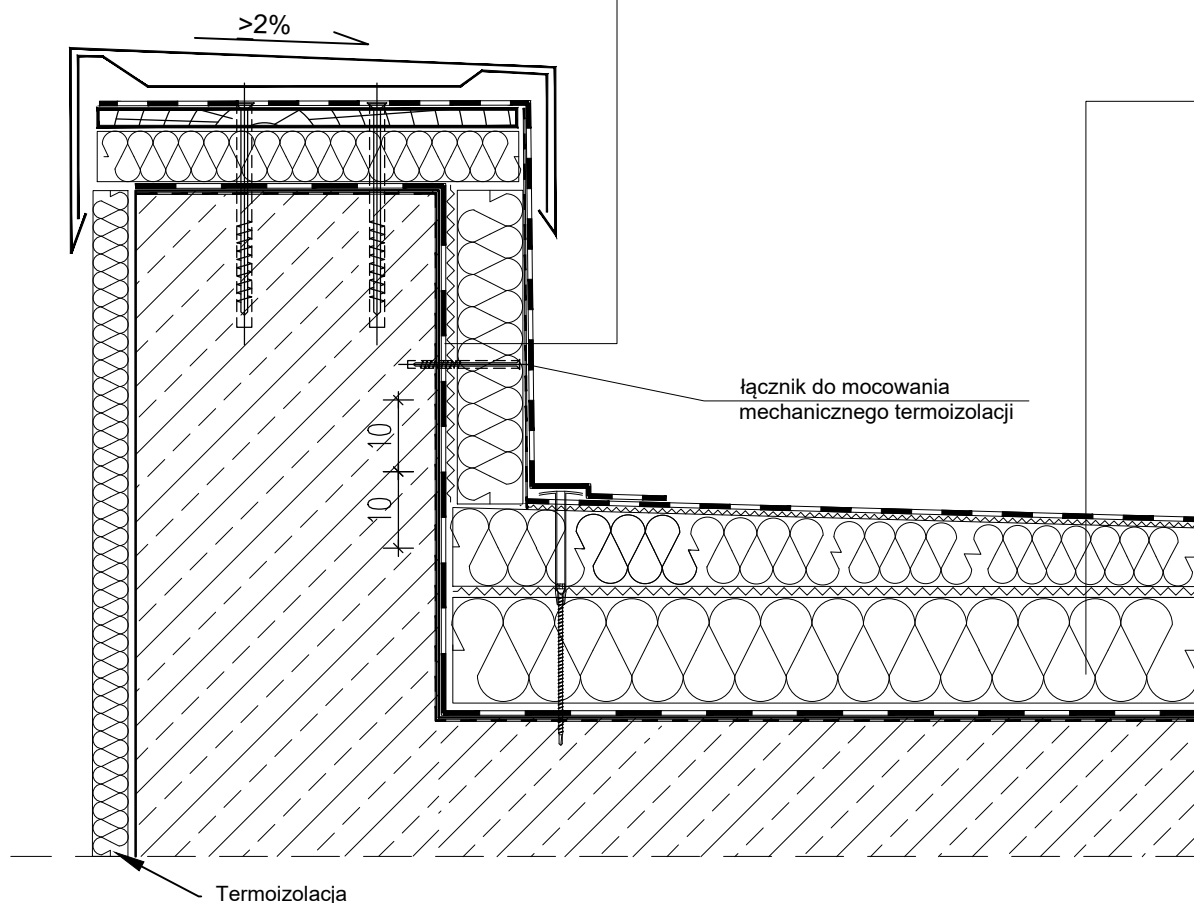 >2%
łącznik do mocowania
mechanicznego termoizolacji
10
10
Termoizolacja